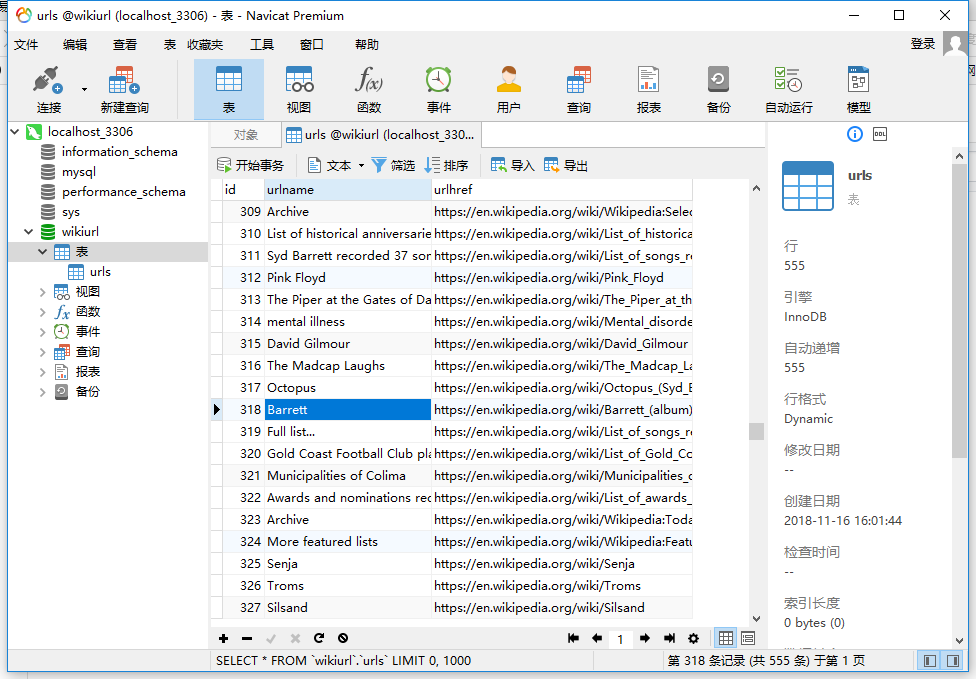 urls @wikiurl (localhost_3306) - 表 - Navicat Premium
文件 编辑 查看 表 收藏夹 工具 窗口 帮助 登录
连接 新建查询 表 视图 函数 事件 用户 查询 报表 备份 自动运行 模型
localhost_3306
information_schema
mysql
performance_schema
sys
wikiurl
表
urls
视图
函数
事件
查询
报表
备份
对象 urls @wikiurl (localhost_330...
开始事务 文本 筛选 排序 导入 导出
id urlname urlhref
309 Archive https://en.wikipedia.org/wiki/Wikipedia:Selec
310 List of historical anniversarie https://en.wikipedia.org/wiki/List_of_historica
311 Syd Barrett recorded 37 son https://en.wikipedia.org/wiki/List_of_songs_re
312 Pink Floyd https://en.wikipedia.org/wiki/Pink_Floyd
313 The Piper at the Gates of Da https://en.wikipedia.org/wiki/The_Piper_at_th
314 mental illness https://en.wikipedia.org/wiki/Mental_disorde
315 David Gilmour https://en.wikipedia.org/wiki/David_Gilmour
316 The Madcap Laughs https://en.wikipedia.org/wiki/The_Madcap_La
317 Octopus https://en.wikipedia.org/wiki/Octopus_(Syd_B
318 Barrett https://en.wikipedia.org/wiki/Barrett_(album)
319 Full list... https://en.wikipedia.org/wiki/List_of_songs_re
320 Gold Coast Football Club pla https://en.wikipedia.org/wiki/List_of_Gold_Co
321 Municipalities of Colima https://en.wikipedia.org/wiki/Municipalities_o
322 Awards and nominations rec https://en.wikipedia.org/wiki/List_of_awards_
323 Archive https://en.wikipedia.org/wiki/Wikipedia:Toda
324 More featured lists https://en.wikipedia.org/wiki/Wikipedia:Featu
325 Senja https://en.wikipedia.org/wiki/Senja
326 Troms https://en.wikipedia.org/wiki/Troms
327 Silsand https://en.wikipedia.org/wiki/Silsand
1
SELECT * FROM `wikiurl`.`urls` LIMIT 0, 1000 第 318 条记录 (共 555 条) 于第 1 页
DDL
urls
表
行
555
引擎
InnoDB
自动递增
555
行格式
Dynamic
修改日期
--
创建日期
2018-11-16 16:01:44
检查时间
--
索引长度
0 bytes (0)